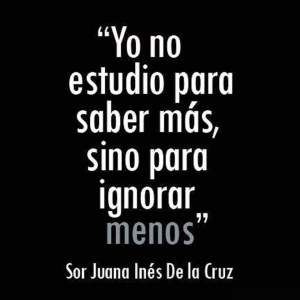 “Yo no
estudio para
saber más,
sino para
ignorar
menos”
Sor Juana Inés De la Cruz